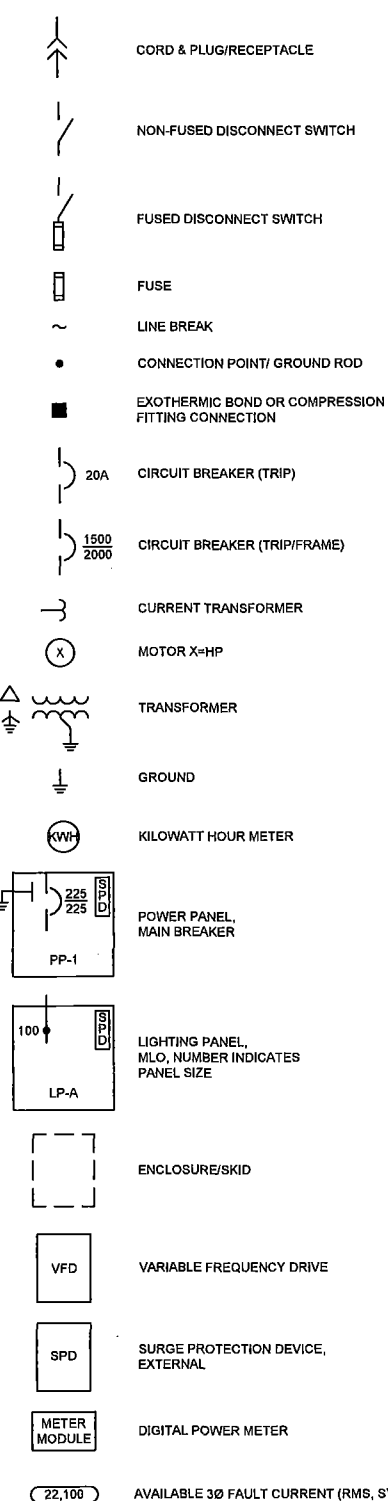 CORD & PLUG/RECEPTACLE
NON-FUSED DISCONNECT SWITCH
FUSED DISCONNECT SWITCH
FUSE
LINE BREAK
CONNECTION POINT/ GROUND ROD
EXOTHERMIC BOND OR COMPRESSION
FITTING CONNECTION
20A CIRCUIT BREAKER (TRIP)
1500
2000
CIRCUIT BREAKER (TRIP/FRAME)
CURRENT TRANSFORMER
X MOTOR X=HP
TRANSFORMER
GROUND
KWH KILOWATT HOUR METER
225
225
SPD
PP-1
POWER PANEL,
MAIN BREAKER
100
SPD
LP-A
LIGHTING PANEL,
MLO, NUMBER INDICATES
PANEL SIZE
ENCLOSURE/SKID
VFD VARIABLE FREQUENCY DRIVE
SPD
SURGE PROTECTION DEVICE,
EXTERNAL
METER
MODULE
DIGITAL POWER METER
22,100 AVAILABLE 3Ø FAULT CURRENT (RMS,